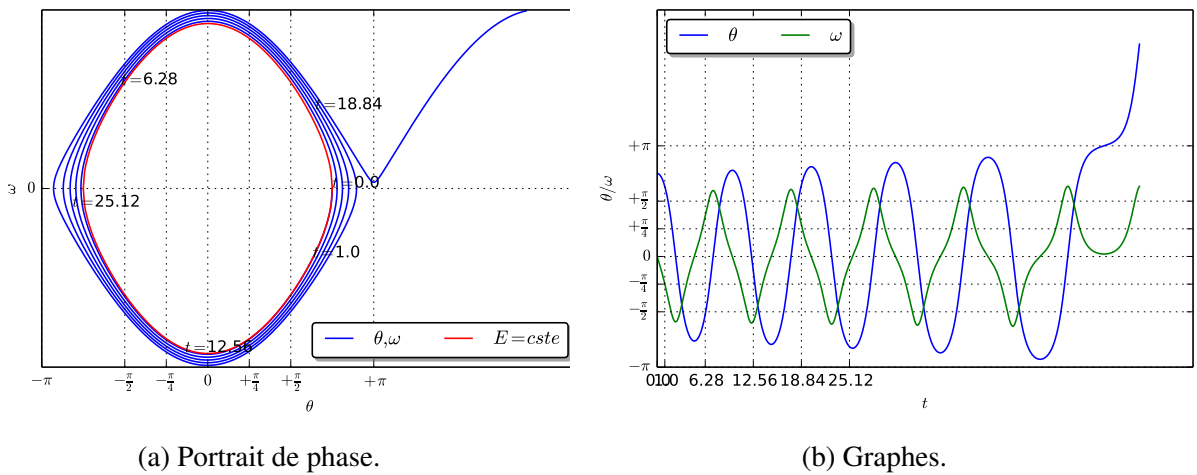 t=6.28
t=18.84
ω
0
t=0.0
t=25.12
t=1.0
t=12.56
θ,ω E=cste
−π −π/2 −π/4 0 +π/4 +π/2 +π
θ
(a) Portrait de phase.
θ ω
+π
+π/2
+π/4
0
−π/4
−π/2
−π
θ/ω
0.0 1.0 6.28 12.56 18.84 25.12
t
(b) Graphes.